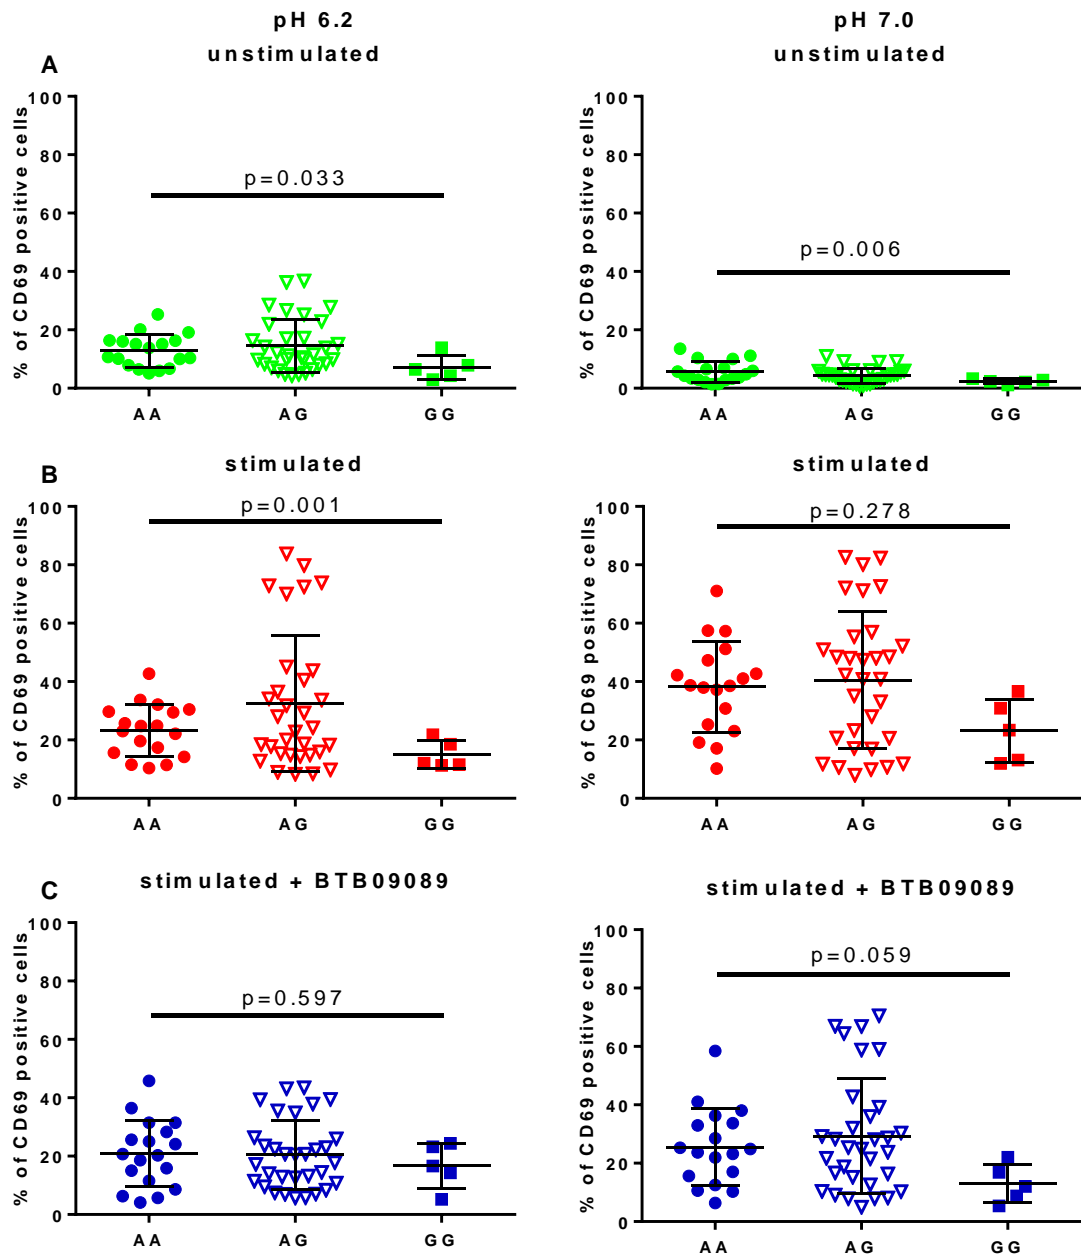 pH 6.2
unstimulated
A
% of CD69 positive cells
100
80
60
40
20
0
p=0.033
AA AG GG
pH 7.0
unstimulated
% of CD69 positive cells
100
80
60
40
20
0
p=0.006
AA AG GG
B
stimulated
% of CD69 positive cells
100
80
60
40
20
0
p=0.001
AA AG GG
stimulated
% of CD69 positive cells
100
80
60
40
20
0
p=0.278
AA AG GG
C
stimulated + BTB09089
% of CD69 positive cells
100
80
60
40
20
0
p=0.597
AA AG GG
stimulated + BTB09089
% of CD69 positive cells
100
80
60
40
20
0
p=0.059
AA AG GG